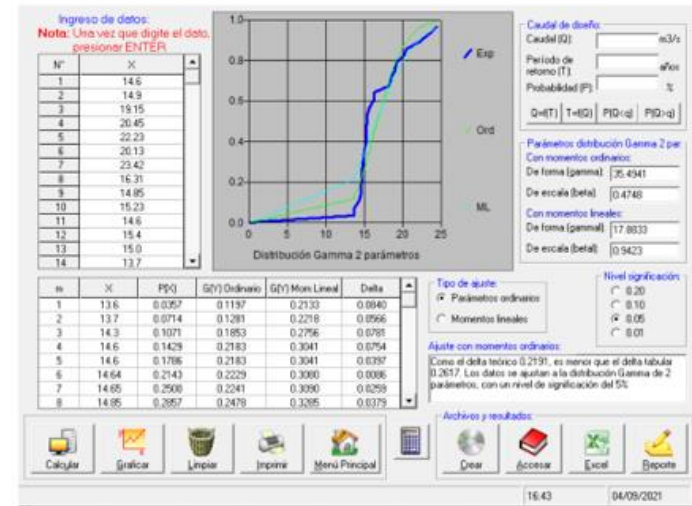 Ingreso de datos:
Nota: Una vez que digite el dato,
presionar ENTER
N° X
1 14.6
2 14.9
3 19.15
4 20.45
5 22.23
6 20.13
7 23.42
8 16.31
9 14.85
10 15.23
11 14.6
12 15.4
13 15.0
14 13.7
1.0
0.8
0.6
0.4
0.2
0.0
0 5 10 15 20 25
Distribución Gamma 2 parámetros
Exp
Ord
ML
Caudal de diseño:
Caudal (Q): m3/s
Período de
retorno (T): años
Probabilidad (P): %
Q=f(T) T=f(Q) P(Q<q) P(Q>q)
Parámetros distribución Gamma 2 par
Con momentos ordinarios:
De forma (gamma): 35.4941
De escala (beta): 0.4748
Con momentos lineales:
De forma (gammal): 17.8833
De escala (betal): 0.9423
m X P(X) G(Y) Ordinario G(Y) Mom Lineal Delta
1 13.6 0.0357 0.1197 0.2133 0.0840
2 13.7 0.0714 0.1281 0.2218 0.0566
3 14.3 0.1071 0.1853 0.2756 0.0781
4 14.6 0.1429 0.2183 0.3041 0.0754
5 14.6 0.1786 0.2183 0.3041 0.0397
6 14.64 0.2143 0.2229 0.3080 0.0086
7 14.65 0.2500 0.2241 0.3090 0.0259
8 14.85 0.2857 0.2478 0.3285 0.0379
Tipo de ajuste:
Parámetros ordinarios
Momentos lineales
Nivel significación:
0.20
0.10
0.05
0.01
Ajuste con momentos ordinarios:
Como el delta teórico 0.2191, es menor que el delta tabular
0.2617. Los datos se ajustan a la distribución Gamma de 2
parámetros, con un nivel de significación del 5%
Archivos y resultados:
Calcular Graficar Limpiar Imprimir Menú Principal Crear Accesar Excel Reporte
16:43 04/09/2021